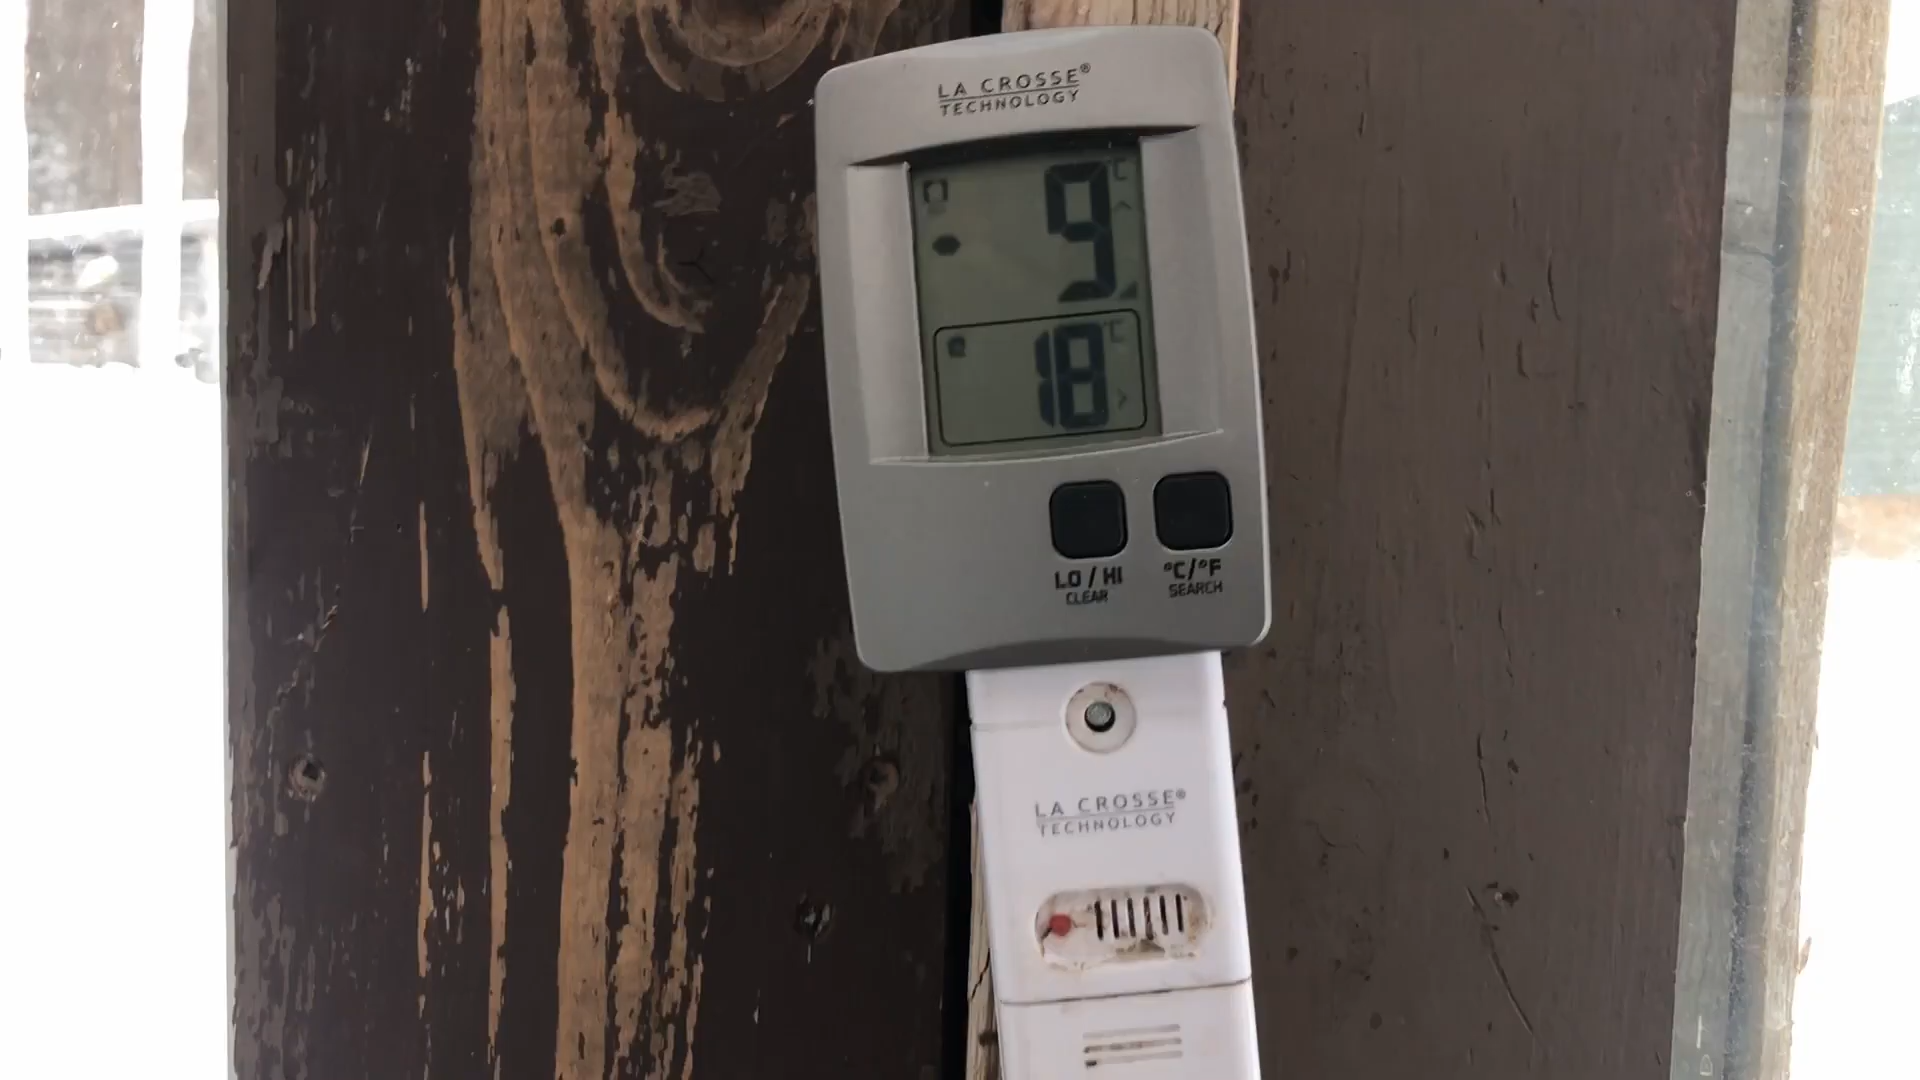 LA CROSSE®
TECHNOLOGY
9 °C
18 °C
LO / HI
CLEAR
°C/°F
SEARCH
LA CROSSE®
TECHNOLOGY